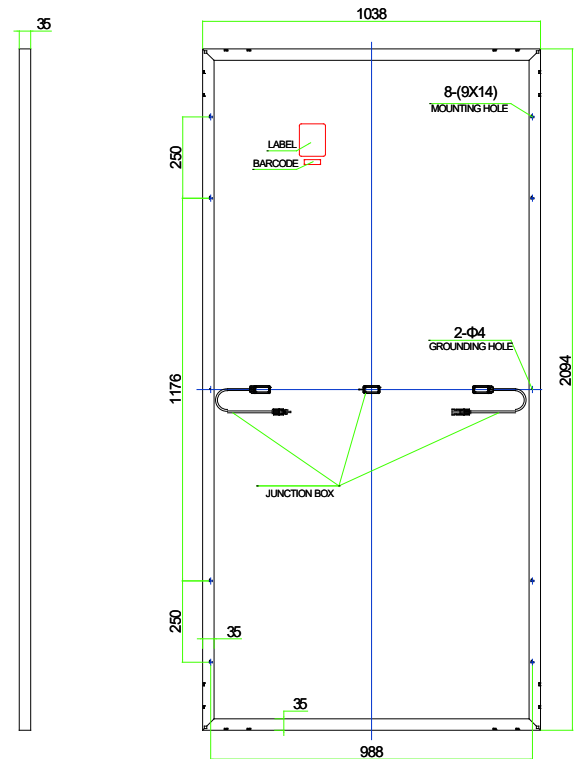 35
1038
8-(9X14)
MOUNTING HOLE
LABEL
BARCODE
250
2-Φ4
GROUNDING HOLE
2094
1176
JUNCTION BOX
250
35
35
988